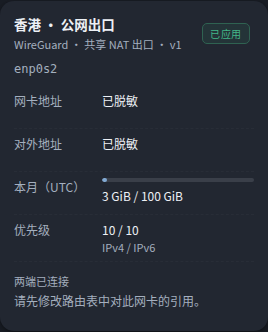 香港 · 公网出口
已应用
WireGuard · 共享 NAT 出口 · v1
enp0s2
网卡地址 已脱敏
对外地址 已脱敏
本月（UTC） 3 GiB / 100 GiB
优先级 10 / 10
IPv4 / IPv6
两端已连接
请先修改路由表中对此网卡的引用。